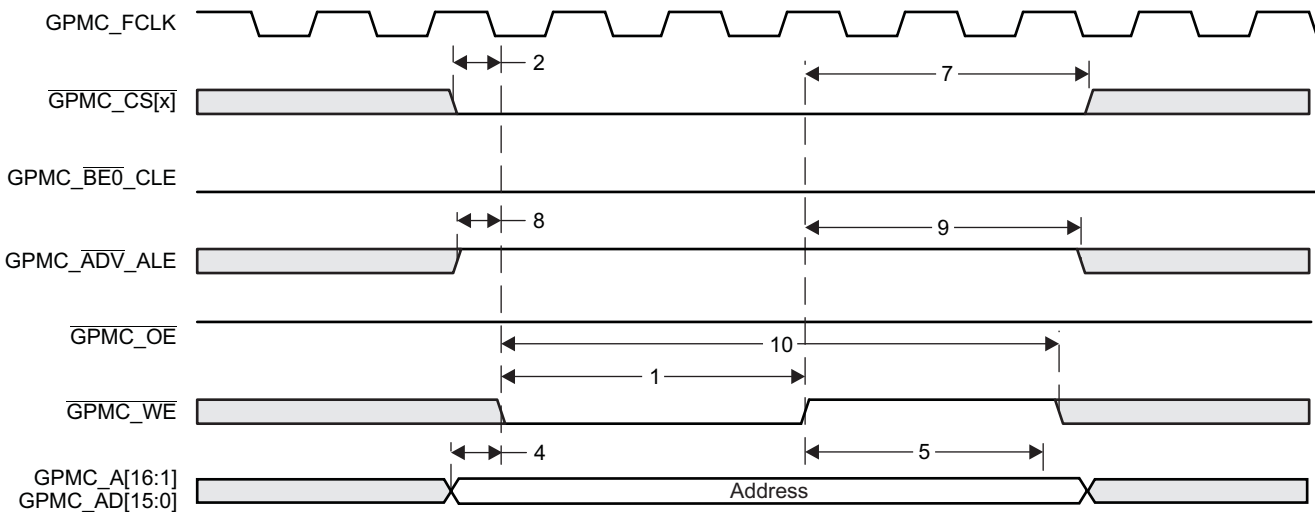 GPMC_FCLK
2
7
GPMC_CS[x]
GPMC_BE0_CLE
8
9
GPMC_ADV_ALE
GPMC_OE
10
1
GPMC_WE
4
5
GPMC_A[16:1]
GPMC_AD[15:0]
Address